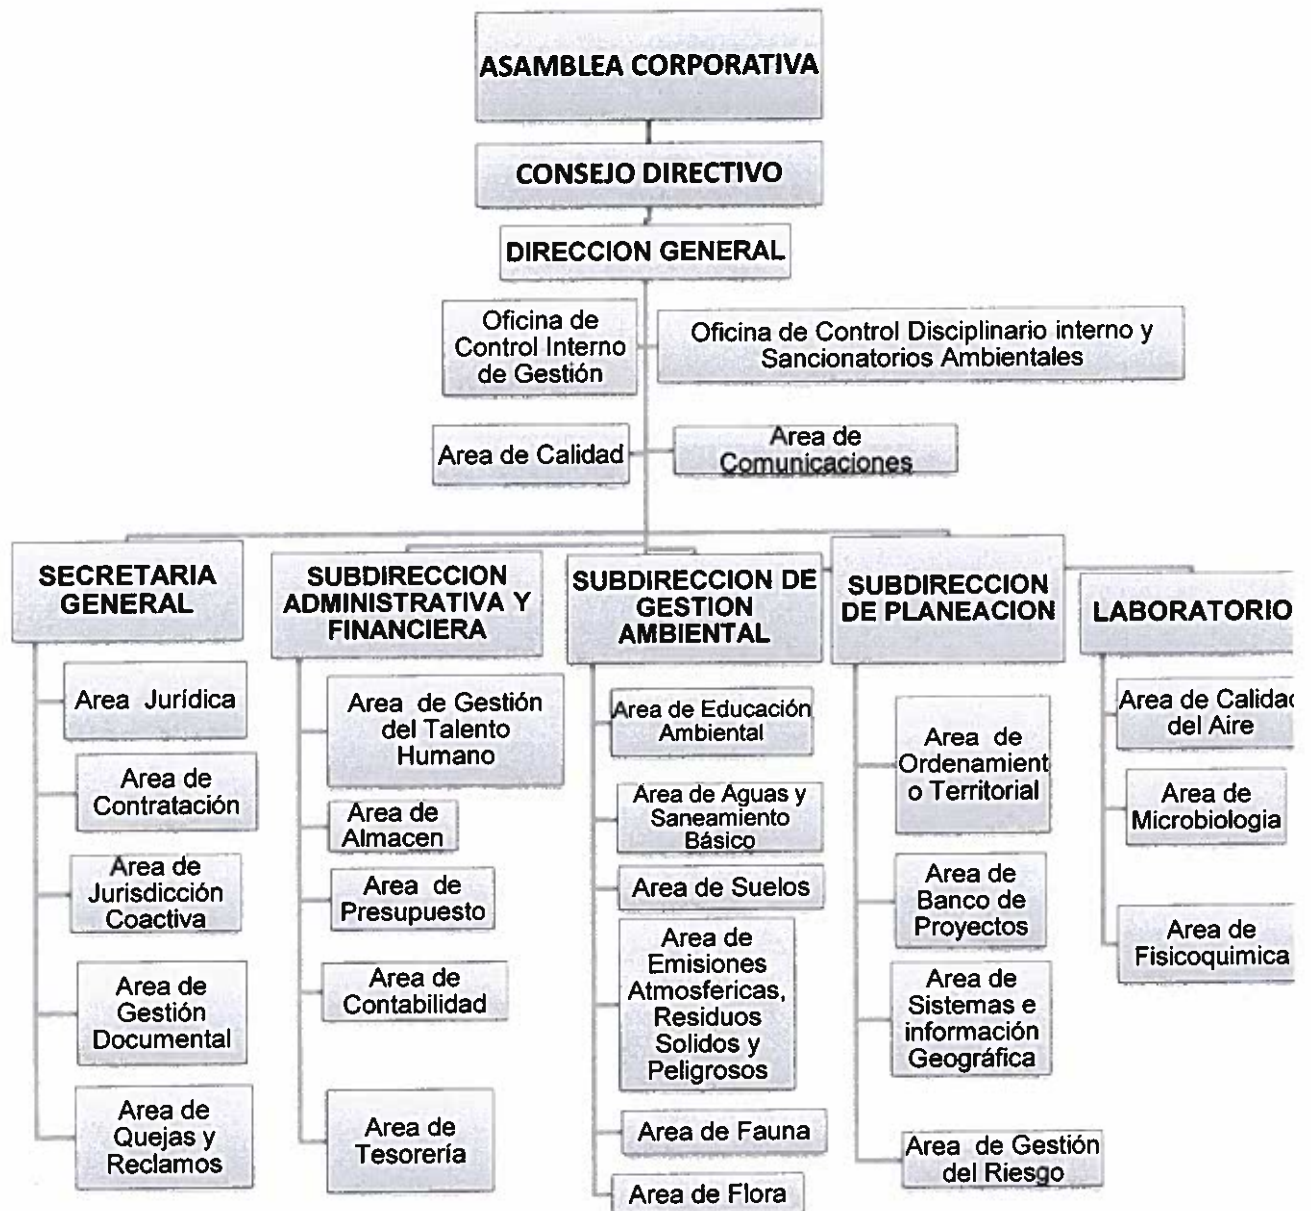 ASAMBLEA CORPORATIVA
CONSEJO DIRECTIVO
DIRECCION GENERAL
Oficina de
Control Interno
de Gestión
Oficina de Control Disciplinario interno y
Sancionatorios Ambientales
Area de Calidad
Area de
Comunicaciones
SECRETARIA
GENERAL
Area Jurídica
Area de
Contratación
Area de
Jurisdicción
Coactiva
Area de
Gestión
Documental
Area de
Quejas y
Reclamos
SUBDIRECCION
ADMINISTRATIVA Y
FINANCIERA
Area de Gestión
del Talento
Humano
Area de
Almacen
Area de
Presupuesto
Area de
Contabilidad
Area de
Tesorería
SUBDIRECCION DE
GESTION
AMBIENTAL
Area de Educación
Ambiental
Area de Aguas y
Saneamiento
Básico
Area de Suelos
Area de
Emisiones
Atmosfericas,
Residuos
Solidos y
Peligrosos
Area de Fauna
Area de Flora
SUBDIRECCION
DE PLANEACION
Area de
Ordenamient
o Territorial
Area de
Banco de
Proyectos
Area de
Sistemas e
información
Geográfica
Area de Gestión
del Riesgo
LABORATORIO
Area de Calidad
del Aire
Area de
Microbiologia
Area de
Fisicoquimica